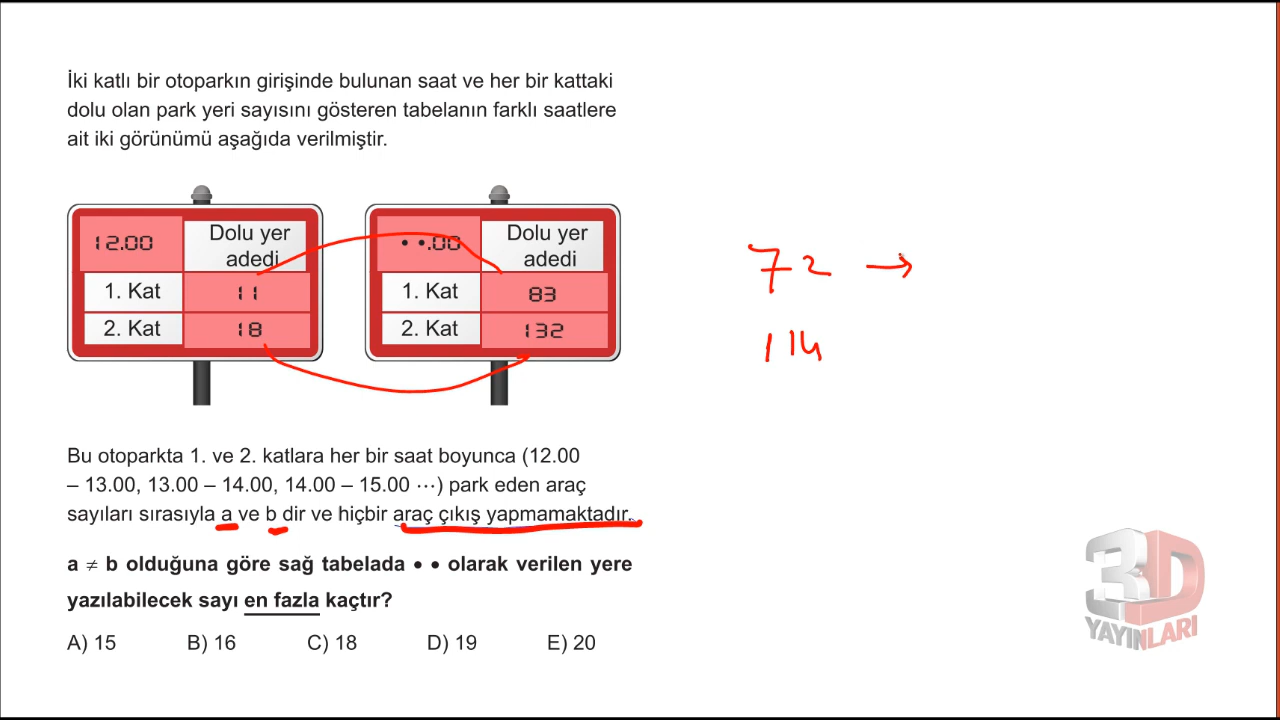 İki katlı bir otoparkın girişinde bulunan saat ve her bir kattaki
dolu olan park yeri sayısını gösteren tabelanın farklı saatlere
ait iki görünümü aşağıda verilmiştir.
12.00 Dolu yer adedi
1. Kat 11
2. Kat 18
• •.00 Dolu yer adedi
1. Kat 83
2. Kat 132
72 →
114
Bu otoparkta 1. ve 2. katlara her bir saat boyunca (12.00
– 13.00, 13.00 – 14.00, 14.00 – 15.00 ⋯) park eden araç
sayıları sırasıyla a ve b dir ve hiçbir araç çıkış yapmamaktadır.
a ≠ b olduğuna göre sağ tabelada • • olarak verilen yere
yazılabilecek sayı en fazla kaçtır?
A) 15 B) 16 C) 18 D) 19 E) 20
3D
YAYINLARI